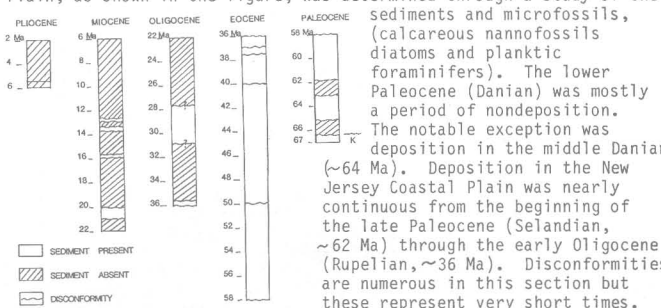 PLIOCENE
2 Ma
4
6
MIOCENE
6 Ma
8
10
12
14
16
18
20
22
OLIGOCENE
22 Ma
24
26
28
30
32
34
36
?
?
EOCENE
36 Ma
38
40
42
44
46
48
50
52
54
56
58
PALEOCENE
58 Ma
60
62
64
66
67
K
SEDIMENT PRESENT
SEDIMENT ABSENT
DISCONFORMITY
sediments and microfossils,
(calcareous nannofossils
diatoms and planktic
foraminifers). The lower
Paleocene (Danian) was mostly
a period of nondeposition.
The notable exception was
deposition in the middle Danian
(~64 Ma). Deposition in the New
Jersey Coastal Plain was nearly
continuous from the beginning of
the late Paleocene (Selandian,
~62 Ma) through the early Oligocene
(Rupelian, ~36 Ma). Disconformities
are numerous in this section but
these represent very short times.